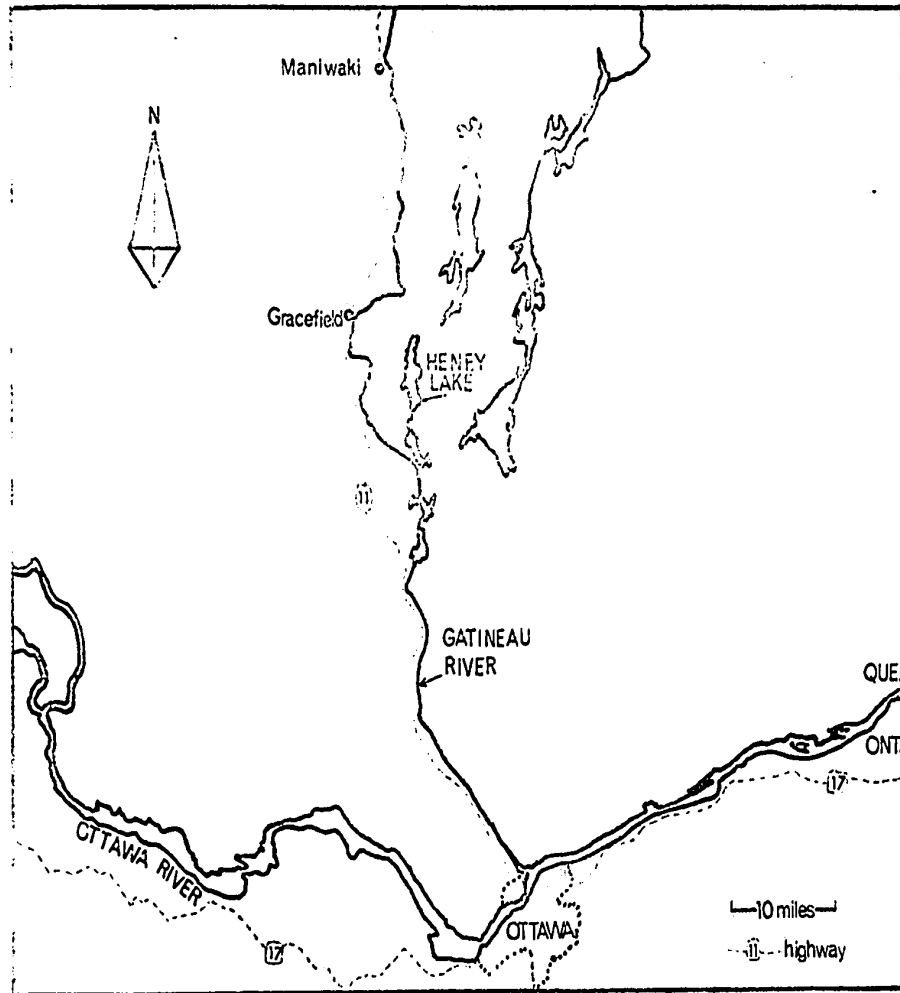 Maniwaki
N
Gracefield
HENEY
LAKE
11
GATINEAU
RIVER
QUE.
ONT.
17
OTTAWA RIVER
OTTAWA
17
10 miles
11 highway